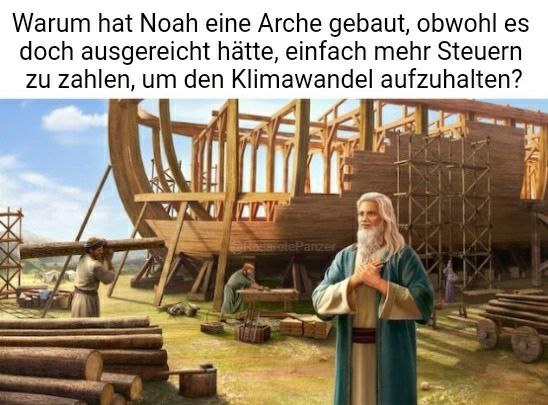 Warum hat Noah eine Arche gebaut, obwohl es
doch ausgereicht hätte, einfach mehr Steuern
zu zahlen, um den Klimawandel aufzuhalten?
@RosarotePanzer